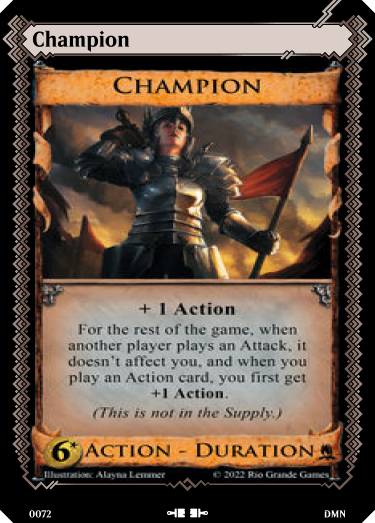 Champion
CHAMPION
+ 1 Action
For the rest of the game, when
another player plays an Attack, it
doesn't affect you, and when you
play an Action card, you first get
+1 Action.
(This is not in the Supply.)
6* ACTION - DURATION
Illustration: Alayna Lemmer © 2022 Rio Grande Games
0072 DMN